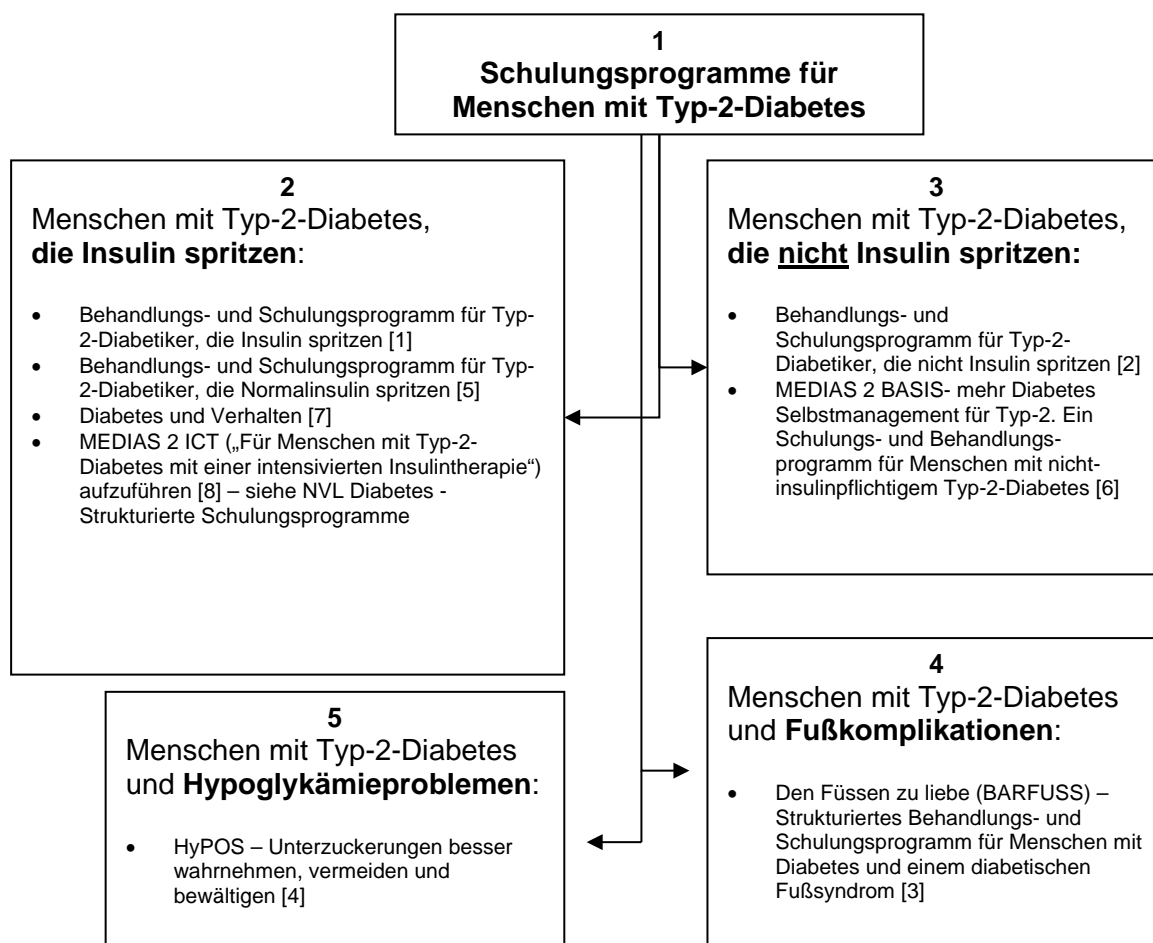 1
Schulungsprogramme für
Menschen mit Typ-2-Diabetes
2
Menschen mit Typ-2-Diabetes,
die Insulin spritzen:
• Behandlungs- und Schulungsprogramm für Typ-
2-Diabetiker, die Insulin spritzen [1]
• Behandlungs- und Schulungsprogramm für Typ-
2-Diabetiker, die Normalinsulin spritzen [5]
• Diabetes und Verhalten [7]
• MEDIAS 2 ICT („Für Menschen mit Typ-2-
Diabetes mit einer intensivierten Insulintherapie“)
aufzuführen [8] – siehe NVL Diabetes -
Strukturierte Schulungsprogramme
3
Menschen mit Typ-2-Diabetes,
die nicht Insulin spritzen:
• Behandlungs- und
Schulungsprogramm für Typ-2-
Diabetiker, die nicht Insulin spritzen [2]
• MEDIAS 2 BASIS- mehr Diabetes
Selbstmanagement für Typ-2. Ein
Schulungs- und Behandlungs-
programm für Menschen mit nicht-
insulinpflichtigem Typ-2-Diabetes [6]
4
Menschen mit Typ-2-Diabetes
und Fußkomplikationen:
• Den Füssen zu liebe (BARFUSS) –
Strukturiertes Behandlungs- und
Schulungsprogramm für Menschen mit
Diabetes und einem diabetischen
Fußsyndrom [3]
5
Menschen mit Typ-2-Diabetes
und Hypoglykämieproblemen:
• HyPOS – Unterzuckerungen besser
wahrnehmen, vermeiden und
bewältigen [4]